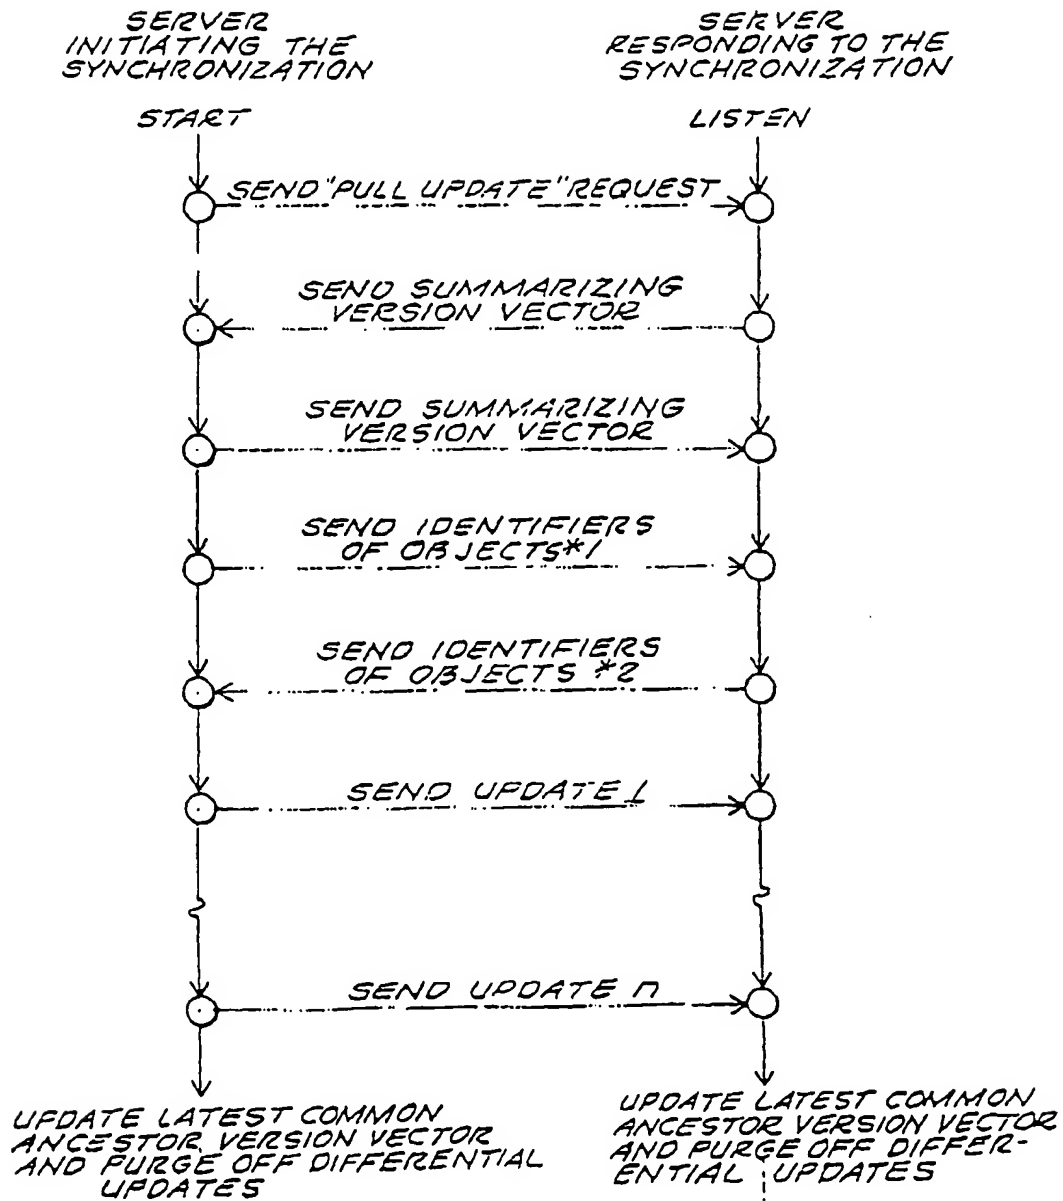 SERVER
INITIATING THE
SYNCHRONIZATION
SERVER
RESPONDING TO THE
SYNCHRONIZATION
START
LISTEN
SEND "PULL UPDATE" REQUEST
SEND SUMMARIZING
VERSION VECTOR
SEND SUMMARIZING
VERSION VECTOR
SEND IDENTIFIERS
OF OBJECTS*1
SEND IDENTIFIERS
OF OBJECTS *2
SEND UPDATE 1
SEND UPDATE n
UPDATE LATEST COMMON
ANCESTOR VERSION VECTOR
AND PURGE OFF DIFFERENTIAL
UPDATES
UPDATE LATEST COMMON
ANCESTOR VERSION VECTOR
AND PURGE OFF DIFFER-
ENTIAL UPDATES